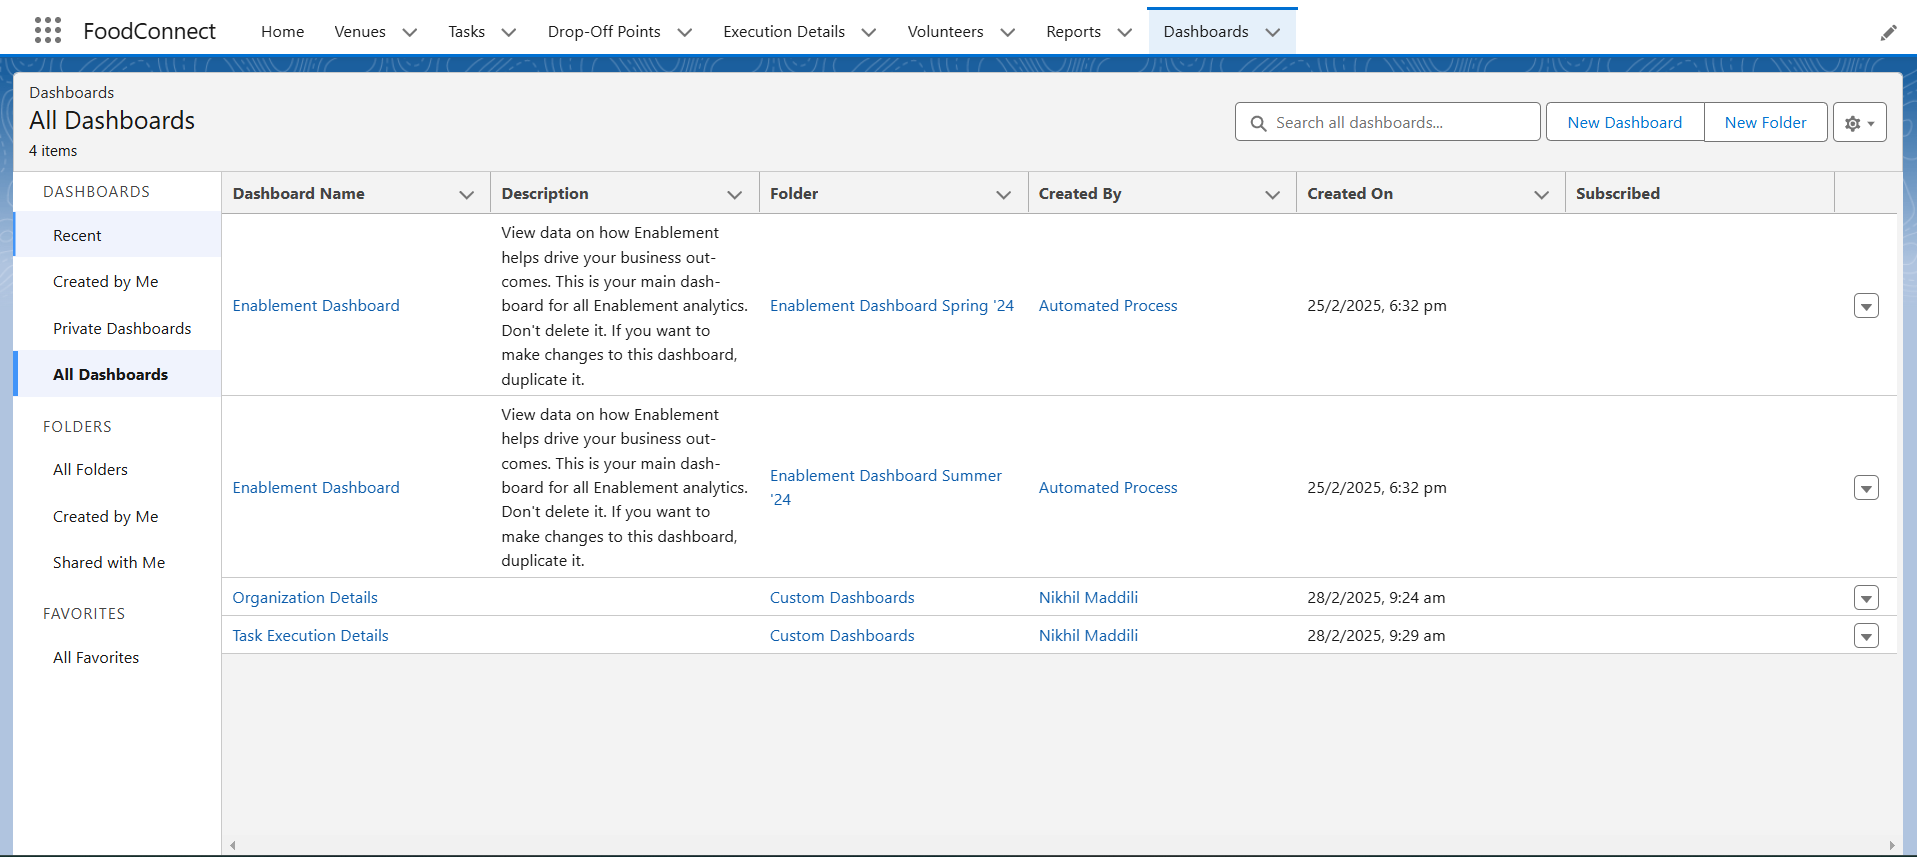 FoodConnect Home Venues Tasks Drop-Off Points Execution Details Volunteers Reports Dashboards
Dashboards
All Dashboards
4 items
Search all dashboards...
New Dashboard
New Folder
DASHBOARDS
Recent
Created by Me
Private Dashboards
All Dashboards
FOLDERS
All Folders
Created by Me
Shared with Me
FAVORITES
All Favorites
Dashboard Name Description Folder Created By Created On Subscribed
Enablement Dashboard
View data on how Enablement
helps drive your business out-
comes. This is your main dash-
board for all Enablement analytics.
Don't delete it. If you want to
make changes to this dashboard,
duplicate it.
Enablement Dashboard Spring '24
Automated Process
25/2/2025, 6:32 pm
Enablement Dashboard
View data on how Enablement
helps drive your business out-
comes. This is your main dash-
board for all Enablement analytics.
Don't delete it. If you want to
make changes to this dashboard,
duplicate it.
Enablement Dashboard Summer
'24
Automated Process
25/2/2025, 6:32 pm
Organization Details Custom Dashboards Nikhil Maddili 28/2/2025, 9:24 am
Task Execution Details Custom Dashboards Nikhil Maddili 28/2/2025, 9:29 am